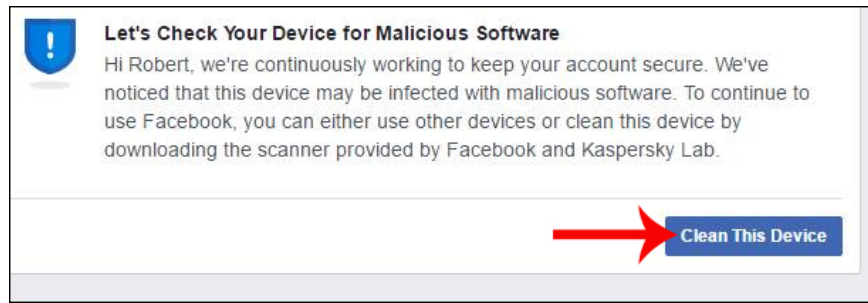 Let's Check Your Device for Malicious Software
Hi Robert, we're continuously working to keep your account secure. We've
noticed that this device may be infected with malicious software. To continue to
use Facebook, you can either use other devices or clean this device by
downloading the scanner provided by Facebook and Kaspersky Lab.
Clean This Device